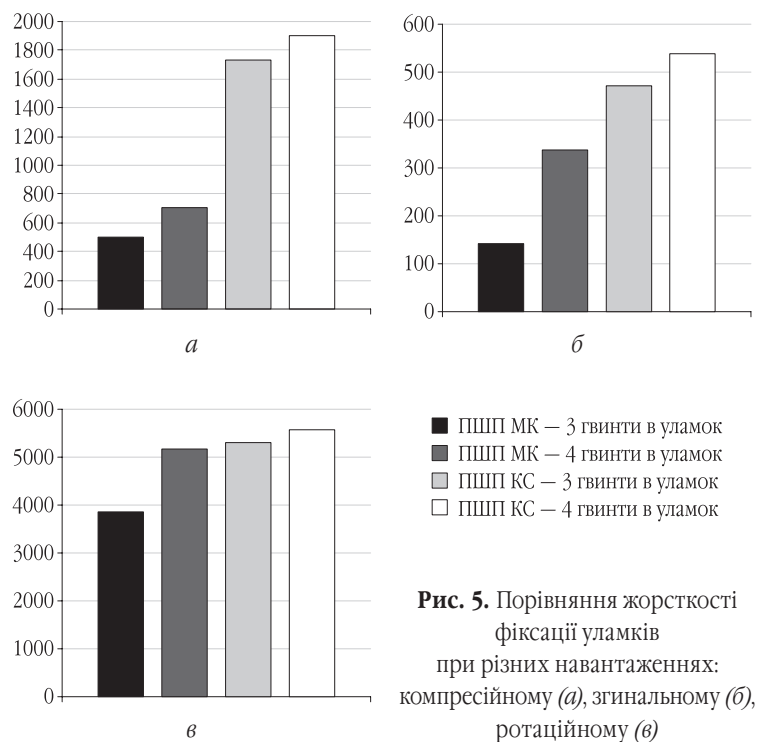 2000
1800
1600
1400
1200
1000
800
600
400
200
0
а
600
500
400
300
200
100
0
б
6000
5000
4000
3000
2000
1000
0
в
ПШП МК — 3 гвинти в уламок
ПШП МК — 4 гвинти в уламок
ПШП КС — 3 гвинти в уламок
ПШП КС — 4 гвинти в уламок
Рис. 5. Порівняння жорсткості
фіксації уламків
при різних навантаженнях:
компресійному (а), згинальному (б),
ротаційному (в)